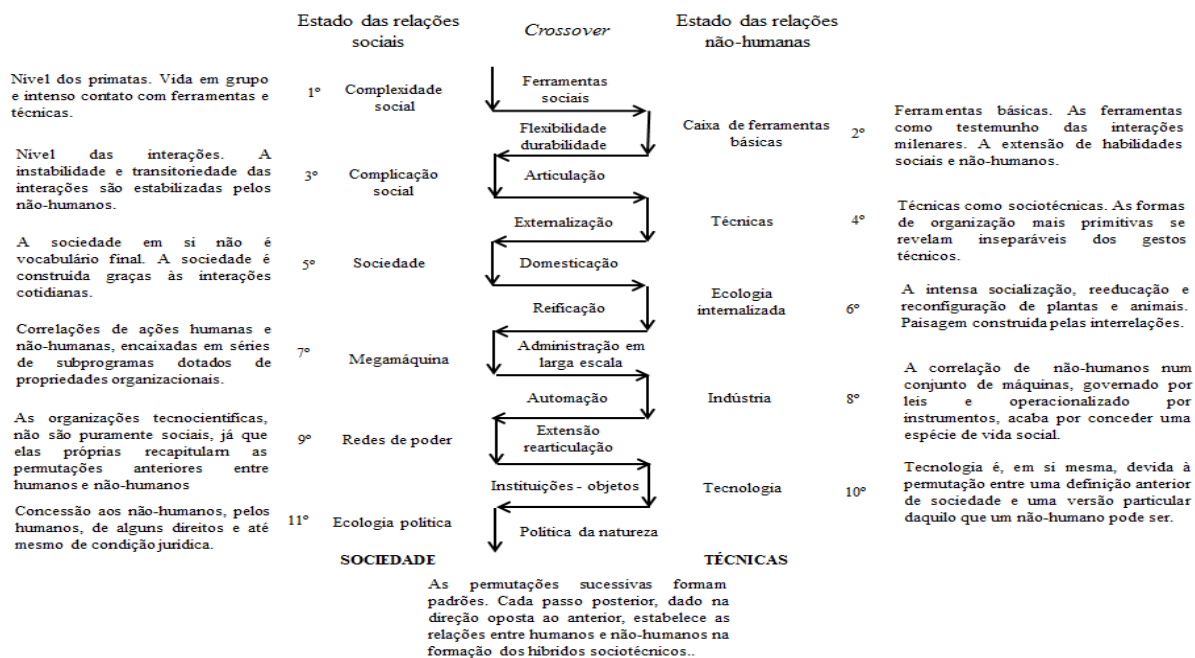 Estado das relações
sociais
Crossover
Estado das relações
não-humanas
Nível dos primatas. Vida em grupo
e intenso contato com ferramentas e
técnicas.
1º
Complexidade
social
Ferramentas
sociais
Flexibilidade
durabilidade
Caixa de ferramentas
básicas
2º
Ferramentas básicas. As ferramentas
como testemunho das interações
milenares. A extensão de habilidades
sociais e não-humanos.
Nível das interações. A
instabilidade e transitoriedade das
interações são estabilizadas pelos
não-humanos.
3º
Complicação
social
Articulação
Externalização
Técnicas
4º
Técnicas como sociotécnicas. As formas
de organização mais primitivas se
revelam inseparáveis dos gestos
técnicos.
A sociedade em si não é
vocabulário final. A sociedade é
construída graças às interações
cotidianas.
5º
Sociedade
Domesticação
Reificação
Ecologia
internalizada
6º
A intensa socialização, reeducação e
reconfiguração de plantas e animais.
Paisagem construída pelas interrelações.
Correlações de ações humanas e
não-humanas, encaixadas em séries
de subprogramas dotados de
propriedades organizacionais.
7º
Megamáquina
Administração em
larga escala
Automação
Indústria
8º
A correlação de não-humanos num
conjunto de máquinas, governado por
leis e operacionalizado por
instrumentos, acaba por conceder uma
espécie de vida social.
As organizações tecnocientíficas,
não são puramente sociais, já que
elas próprias recapitulam as
permutações anteriores entre
humanos e não-humanos
9º
Redes de poder
Extensão
rearticulação
Instituições - objetos
Tecnologia
10º
Tecnologia é, em si mesma, devida à
permutação entre uma definição anterior
de sociedade e uma versão particular
daquilo que um não-humano pode ser.
Concessão aos não-humanos, pelos
humanos, de alguns direitos e até
mesmo de condição jurídica.
11º
Ecologia política
Política da natureza
SOCIEDADE
TÉCNICAS
As permutações sucessivas formam
padrões. Cada passo posterior, dado na
direção oposta ao anterior, estabelece as
relações entre humanos e não-humanos na
formação dos híbridos sociotécnicos..